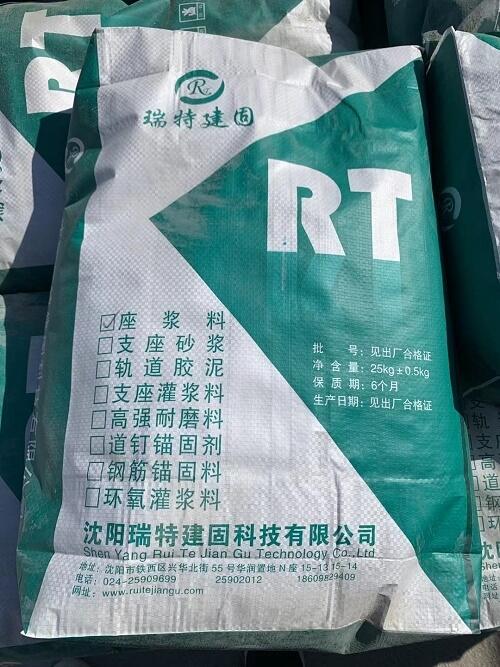 RT
瑞特建固
RT
☑座浆料
□支座砂浆
□轨道胶泥
□支座灌浆料
□高强耐磨料
□道钉锚固剂
□钢筋锚固料
□环氧灌浆料
批 号：见出厂合格证
净含量：25kg±0.5kg
保质期：6个月
生产日期：见出厂合格证
沈阳瑞特建固科技有限公司
Shen Yang Rui Te Jian Gu Technology Co.,Ltd
地址：沈阳市铁西区兴华北街55号华润置地N座15-13 15-14
电话：024-25909699 25902012 18609829409
网址：www.ruitejiangu.com